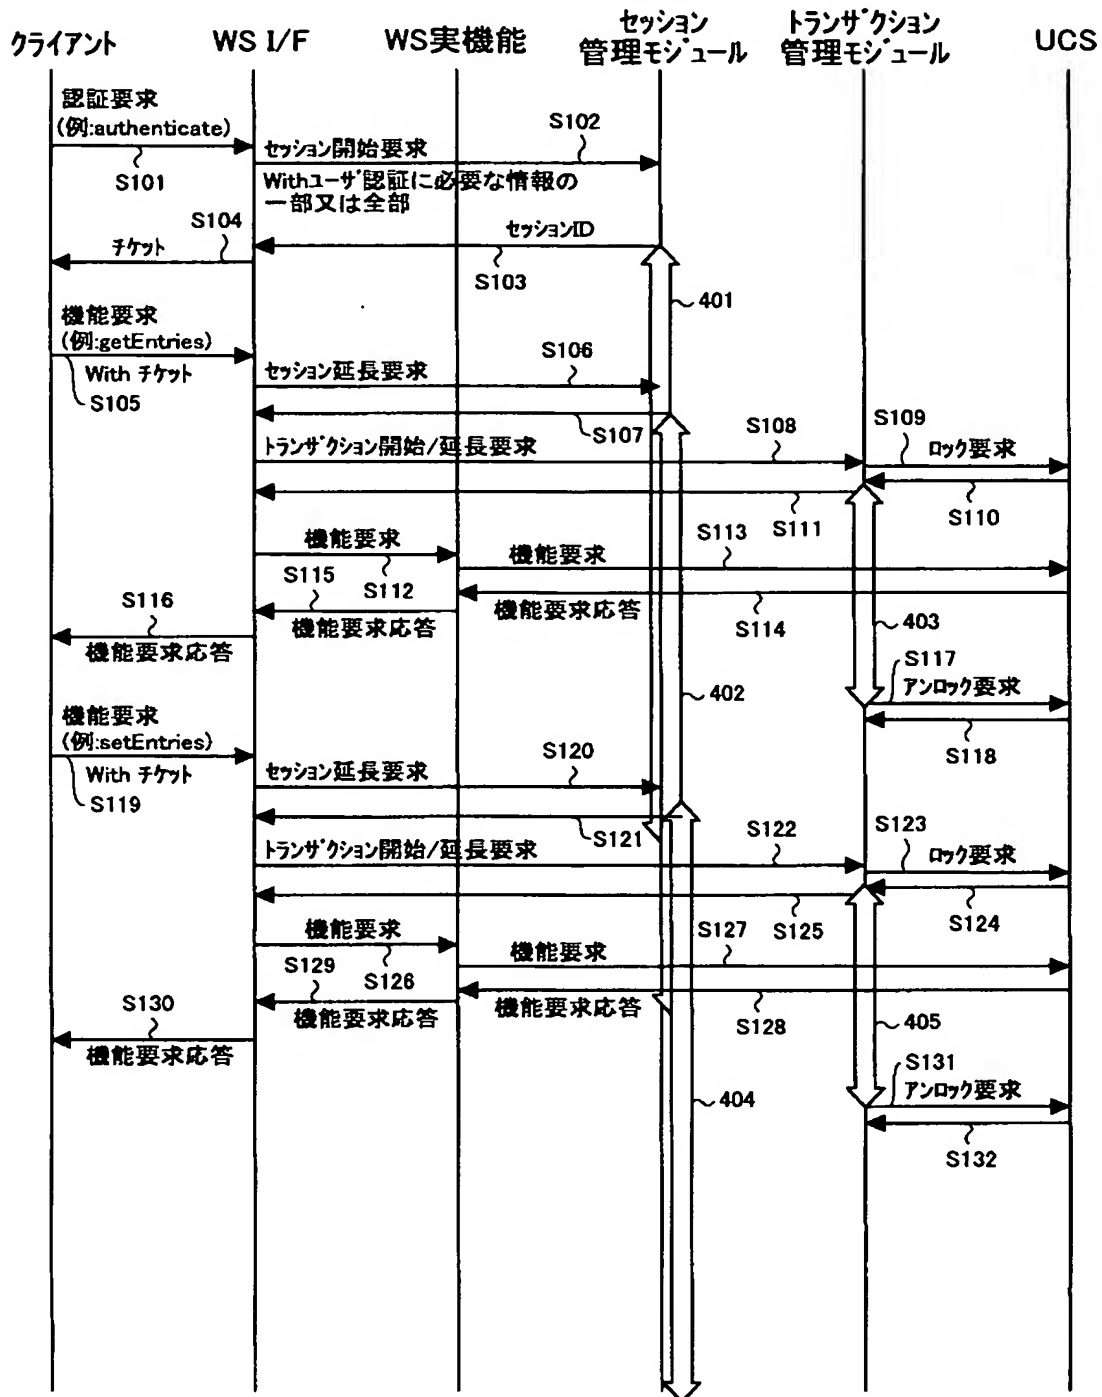 クライアント
WS I/F
WS実機能
セッション
管理モジュール
トランザクション
管理モジュール
UCS
認証要求
(例:authenticate)
S101
S102
セッション開始要求
Withユーザ認証に必要な情報の
一部又は全部
S104
チケット
セッションID
S103
401
機能要求
(例:getEntries)
With チケット
S105
S106
セッション延長要求
S107
トランザクション開始/延長要求
S108
S109
ロック要求
S110
S111
機能要求
S112
S113
機能要求
S115
S116
機能要求応答
機能要求応答
機能要求応答
S114
403
S117
アンロック要求
402
S118
機能要求
(例:setEntries)
With チケット
S119
S120
セッション延長要求
S121
トランザクション開始/延長要求
S122
S123
ロック要求
S124
S125
機能要求
S126
S127
機能要求
S129
S130
機能要求応答
機能要求応答
機能要求応答
S128
405
S131
アンロック要求
404
S132